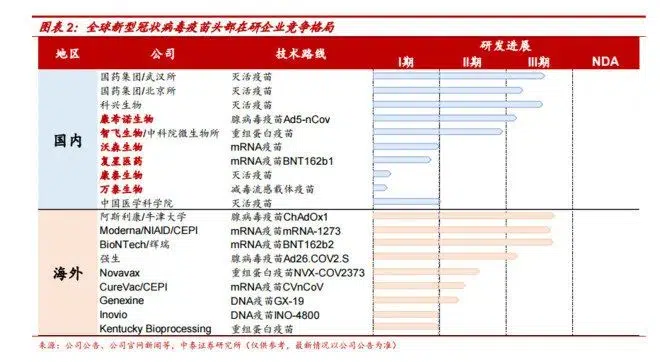 图表2：全球新型冠状病毒疫苗头部在研企业竞争格局
地区 公司 技术路线 研发进展
I期 II期 III期 NDA
国内
国药集团/武汉所 灭活疫苗
国药集团/北京所 灭活疫苗
科兴生物 灭活疫苗
康希诺生物 腺病毒疫苗Ad5-nCov
智飞生物/中科院微生物所 重组蛋白疫苗
沃森生物 mRNA疫苗
复星医药 mRNA疫苗BNT162b1
康泰生物 灭活疫苗
万泰生物 减毒流感载体疫苗
中国医学科学院 灭活疫苗
海外
阿斯利康/牛津大学 腺病毒疫苗ChAdOx1
Moderna/NIAID/CEPI mRNA疫苗mRNA-1273
BioNTech/辉瑞 mRNA疫苗BNT162b2
强生 腺病毒疫苗Ad26.COV2.S
Novavax 重组蛋白疫苗NVX-COV2373
CureVac/CEPI mRNA疫苗CVnCoV
Genexine DNA疫苗GX-19
Inovio DNA疫苗INO-4800
Kentucky Bioprocessing 重组蛋白疫苗
来源：公司公告、公司官网新闻等，中泰证券研究所（仅供参考，最新情况以公司公告为准）